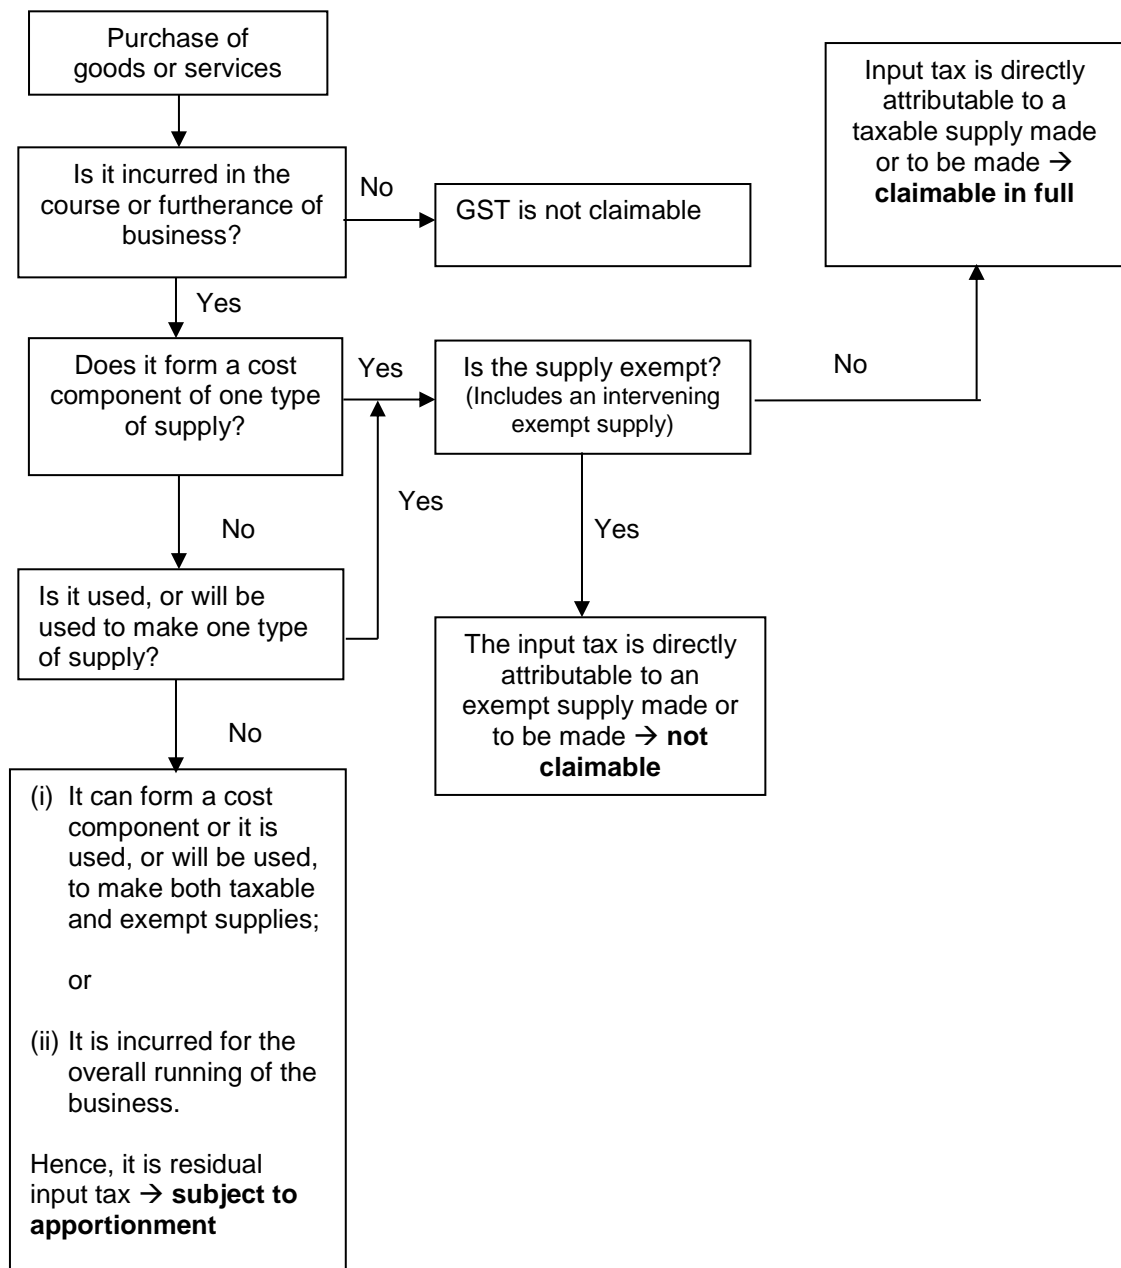 Purchase of
goods or services
Is it incurred in the
course or furtherance of
business?
No
GST is not claimable
Input tax is directly
attributable to a
taxable supply made
or to be made →
claimable in full
Yes
Does it form a cost
component of one type
of supply?
Yes
Is the supply exempt?
(Includes an intervening
exempt supply)
No
No
Yes
Yes
Is it used, or will be
used to make one type
of supply?
The input tax is directly
attributable to an
exempt supply made or
to be made → not
claimable
No
(i) It can form a cost
component or it is
used, or will be used,
to make both taxable
and exempt supplies;
or
(ii) It is incurred for the
overall running of the
business.
Hence, it is residual
input tax → subject to
apportionment